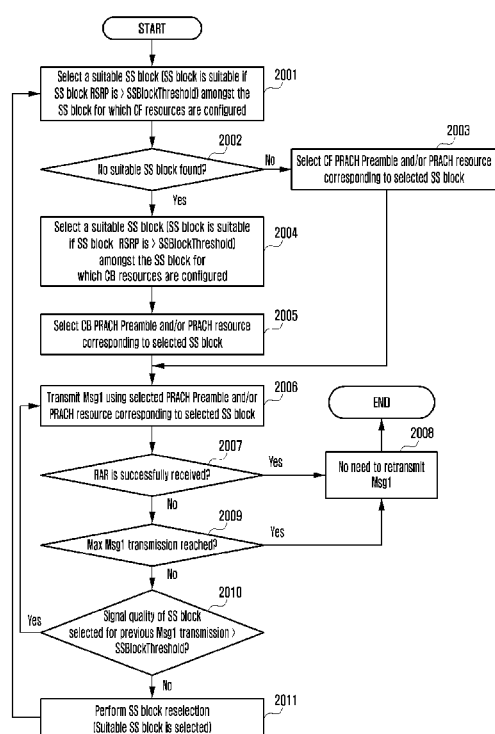 START
2001
Select a suitable SS block (SS block is suitable if
SS block RSRP is > SSBlockThreshold) amongst the
SS block for which CF resources are configured
2002
No suitable SS block found?
No
2003
Select CF PRACH Preamble and/or PRACH resource
corresponding to selected SS block
Yes
2004
Select a suitable SS block (SS block is suitable
if SS block RSRP is > SSBlockThreshold)
amongst the SS block for
which CB resources are configured
2005
Select CB PRACH Preamble and/or PRACH resource
corresponding to selected SS block
2006
Transmit Msg1 using selected PRACH Preamble and/or
PRACH resource corresponding to selected SS block
END
2007
RAR is successfully received?
Yes
2008
No need to retransmit
Msg1
No
2009
Max Msg1 transmission reached?
Yes
No
2010
Signal quality of SS block
selected for previous Msg1 transmission >
SSBlockThreshold?
Yes
No
2011
Perform SS block reselection
(Suitable SS block is selected)